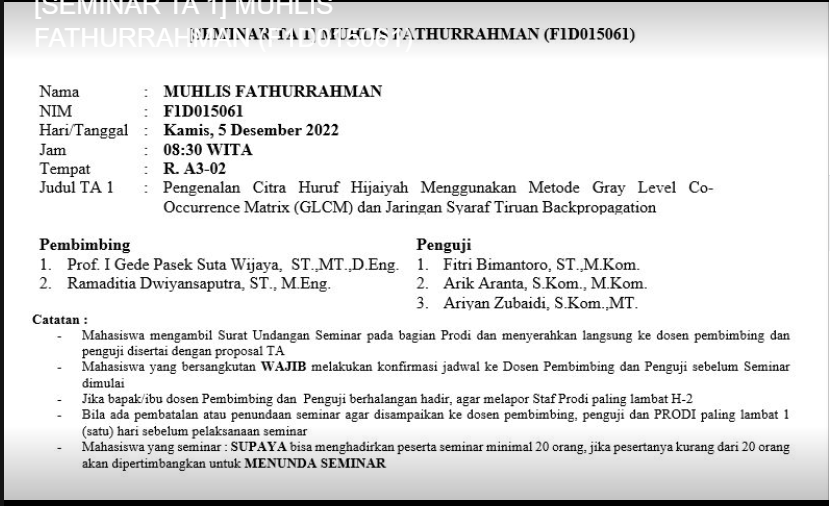 [SEMINAR TA 1] MUHLIS
FATHURRAHMAN (F1D015061)
[SEMINAR TA 1] MUHLIS FATHURRAHMAN (F1D015061)
Nama : MUHLIS FATHURRAHMAN
NIM : F1D015061
Hari/Tanggal : Kamis, 5 Desember 2022
Jam : 08:30 WITA
Tempat : R. A3-02
Judul TA 1 : Pengenalan Citra Huruf Hijaiyah Menggunakan Metode Gray Level Co-
Occurrence Matrix (GLCM) dan Jaringan Syaraf Tiruan Backpropagation
Pembimbing
1. Prof. I Gede Pasek Suta Wijaya, ST.,MT.,D.Eng.
2. Ramaditia Dwiyansaputra, ST., M.Eng.
Penguji
1. Fitri Bimantoro, ST.,M.Kom.
2. Arik Aranta, S.Kom., M.Kom.
3. Ariyan Zubaidi, S.Kom.,MT.
Catatan :
- Mahasiswa mengambil Surat Undangan Seminar pada bagian Prodi dan menyerahkan langsung ke dosen pembimbing dan
penguji disertai dengan proposal TA
- Mahasiswa yang bersangkutan WAJIB melakukan konfirmasi jadwal ke Dosen Pembimbing dan Penguji sebelum Seminar
dimulai
- Jika bapak/ibu dosen Pembimbing dan Penguji berhalangan hadir, agar melapor Staf Prodi paling lambat H-2
- Bila ada pembatalan atau penundaan seminar agar disampaikan ke dosen pembimbing, penguji dan PRODI paling lambat 1
(satu) hari sebelum pelaksanaan seminar
- Mahasiswa yang seminar : SUPAYA bisa menghadirkan peserta seminar minimal 20 orang, jika pesertanya kurang dari 20 orang
akan dipertimbangkan untuk MENUNDA SEMINAR